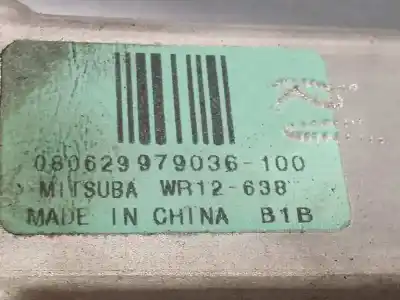 080629979036-100
MITSUBA WR12-638
MADE IN CHINA B1B